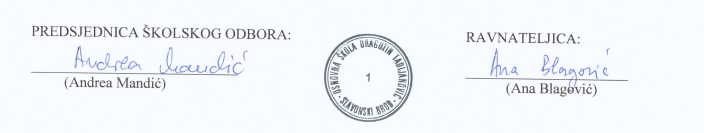 PREDSJEDNICA ŠKOLSKOG ODBORA:
Andrea Mandić
(Andrea Mandić)
OSNOVNA ŠKOLA DRAGUTIN TADIJANOVIĆ
1
- SLAVONSKI BROD -
RAVNATELJICA:
Ana Blagović
(Ana Blagović)